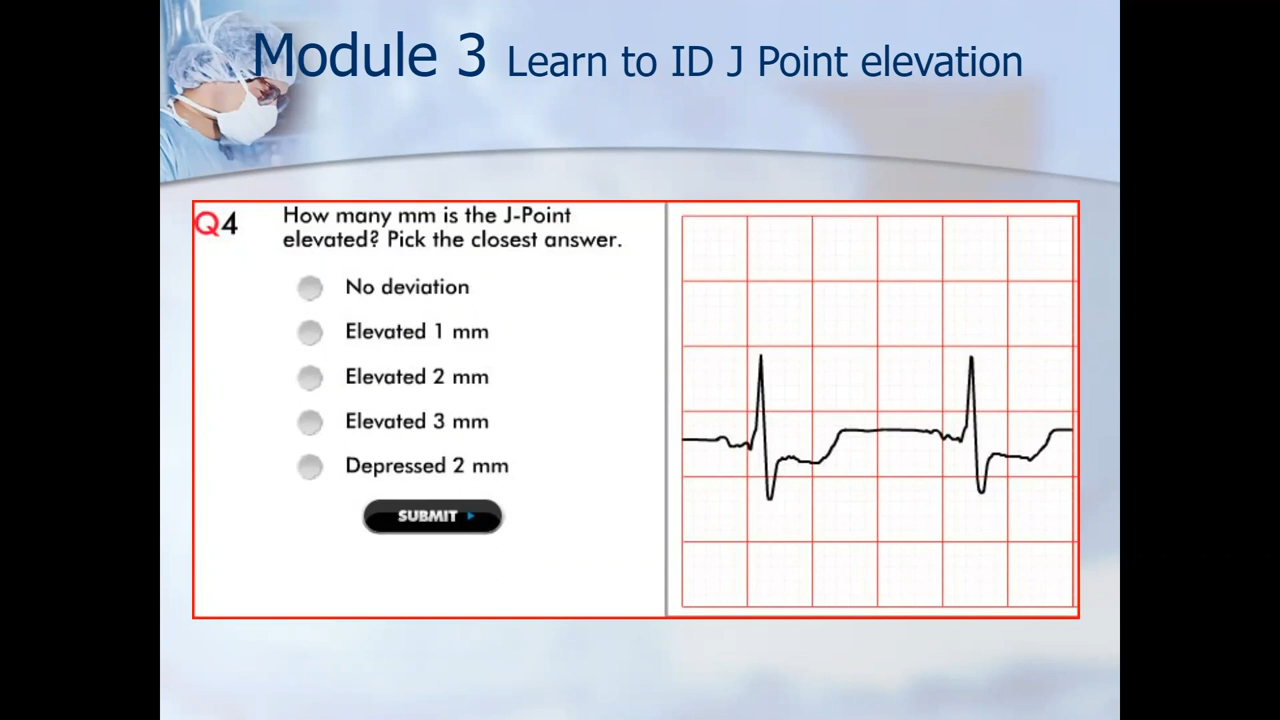 Module 3 Learn to ID J Point elevation
Q4
How many mm is the J-Point
elevated? Pick the closest answer.
No deviation
Elevated 1 mm
Elevated 2 mm
Elevated 3 mm
Depressed 2 mm
SUBMIT